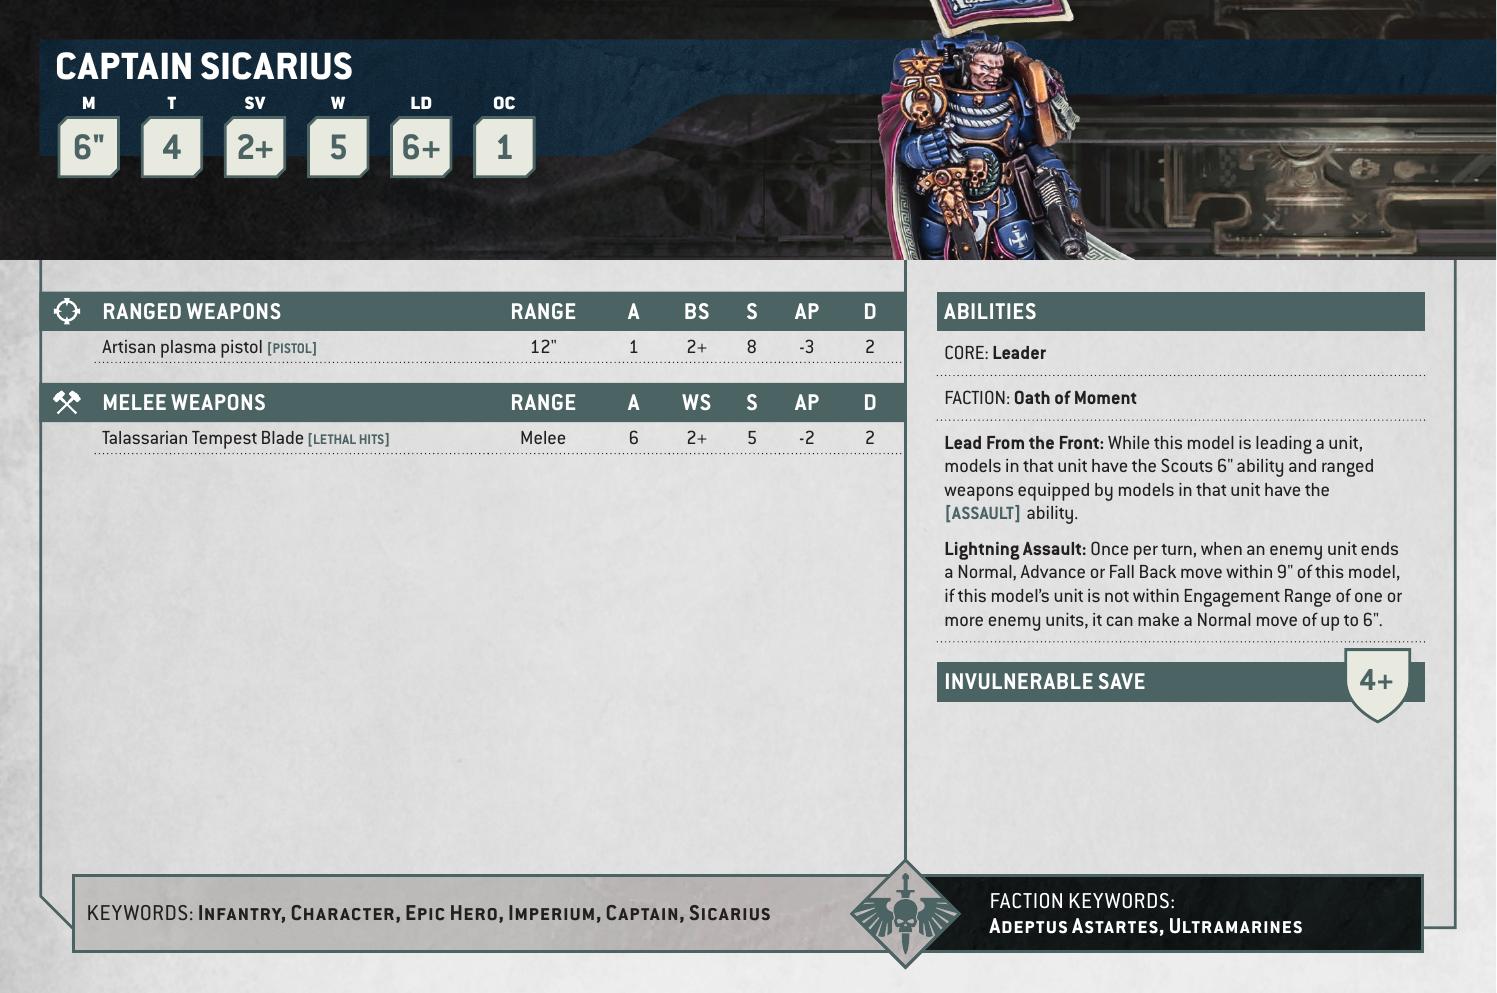 CAPTAIN SICARIUS
M T SV W LD OC
6" 4 2+ 5 6+ 1
RANGED WEAPONS RANGE A BS S AP D
Artisan plasma pistol [PISTOL] 12" 1 2+ 8 -3 2
MELEE WEAPONS RANGE A WS S AP D
Talassarian Tempest Blade [LETHAL HITS] Melee 6 2+ 5 -2 2
ABILITIES
CORE: Leader
FACTION: Oath of Moment
Lead From the Front: While this model is leading a unit,
models in that unit have the Scouts 6" ability and ranged
weapons equipped by models in that unit have the
[ASSAULT] ability.
Lightning Assault: Once per turn, when an enemy unit ends
a Normal, Advance or Fall Back move within 9" of this model,
if this model's unit is not within Engagement Range of one or
more enemy units, it can make a Normal move of up to 6".
INVULNERABLE SAVE 4+
KEYWORDS: INFANTRY, CHARACTER, EPIC HERO, IMPERIUM, CAPTAIN, SICARIUS
FACTION KEYWORDS:
ADEPTUS ASTARTES, ULTRAMARINES